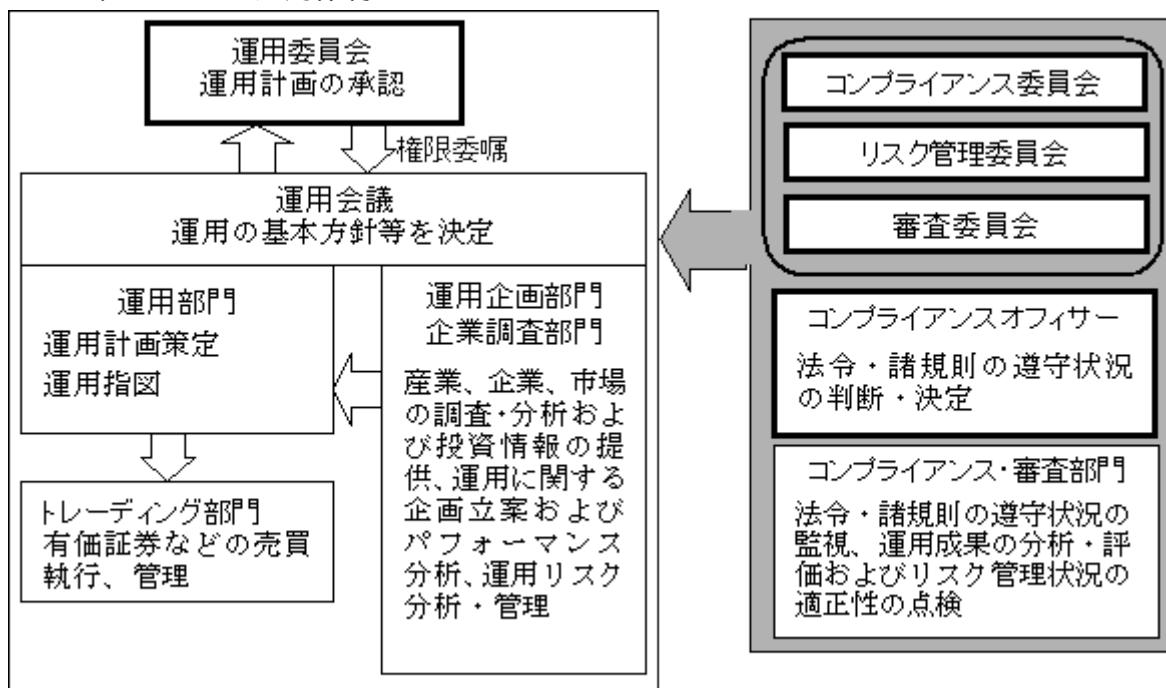 運用委員会
運用計画の承認
権限委嘱
運用会議
運用の基本方針等を決定
運用部門
運用計画策定
運用指図
運用企画部門
企業調査部門
産業、企業、市場
の調査・分析およ
び投資情報の提
供、運用に関する
企画立案および
パフォーマンス
分析、運用リスク
分析・管理
トレーディング部門
有価証券などの売買
執行、管理
コンプライアンス委員会
リスク管理委員会
審査委員会
コンプライアンスオフィサー
法令・諸規則の遵守状況
の判断・決定
コンプライアンス・審査部門
法令・諸規則の遵守状況の
監視、運用成果の分析・評
価およびリスク管理状況の
適正性の点検